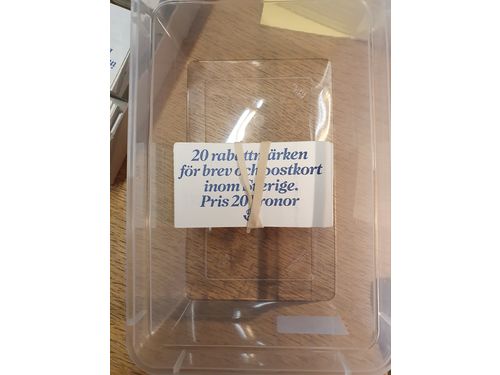 20 rabattmärken
för brev och postkort
inom Sverige.
Pris 20 kronor